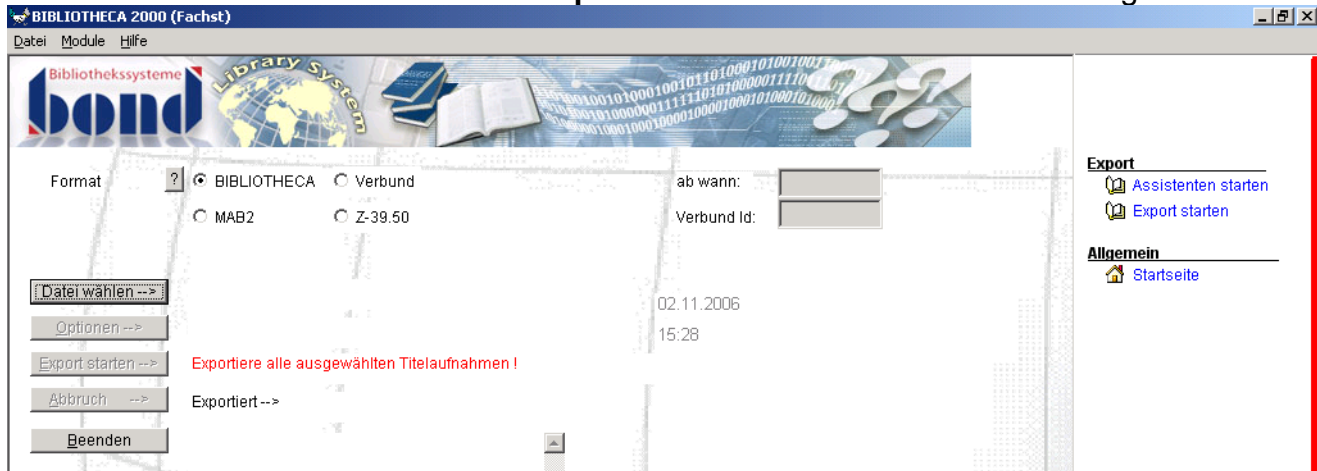 BIBLIOTHECA 2000 (Fachst)
Datei Module Hilfe
Bibliothekssysteme
bond
Library System
Format ? BIBLIOTHECA Verbund ab wann:
MAB2 Z-39.50 Verbund Id:
Datei wählen -->
02.11.2006
Optionen -->
15:28
Export starten --> Exportiere alle ausgewählten Titelaufnahmen !
Abbruch --> Exportiert -->
Beenden
Export
Assistenten starten
Export starten
Allgemein
Startseite